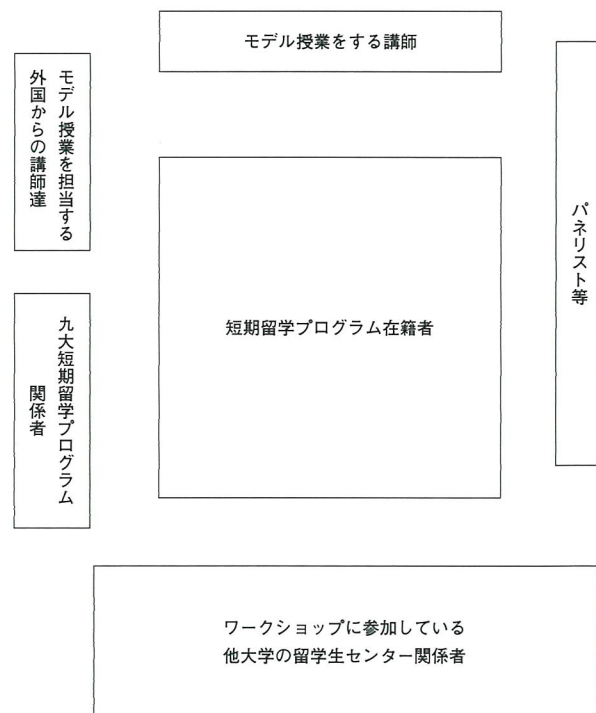 モデル授業をする講師
モデル授業を担当する
外国からの講師達
パネリスト等
短期留学プログラム在籍者
九大短期留学プログラム
関係者
ワークショップに参加している
他大学の留学生センター関係者